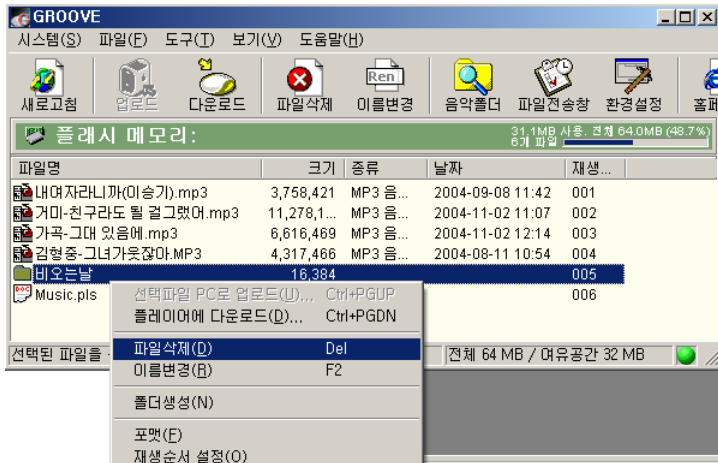 GROOVE
시스템(S) 파일(F) 도구(T) 보기(V) 도움말(H)
새로고침 업로드 다운로드 파일삭제 이름변경 음악폴더 파일전송창 환경설정 홈페
Ren
플래시 메모리:
31.1MB 사용. 전체 64.0MB (48.7%)
6개 파일
파일명 크기 종류 날짜 재생...
내여자라니까(이승기).mp3 3,758,421 MP3 음... 2004-09-08 11:42 001
거미-친구라도 될 걸그랬어.mp3 11,278,1... MP3 음... 2004-11-02 11:07 002
가곡-그대 있음에.mp3 6,616,469 MP3 음... 2004-11-02 12:14 003
김형중-그녀가웃잖아.MP3 4,317,466 MP3 음... 2004-08-11 10:54 004
비오는날 16,384 005
Music.pls 006
선택파일 PC로 업로드(U)... Ctrl+PGUP
플레이어에 다운로드(D)... Ctrl+PGDN
파일삭제(D) Del
이름변경(R) F2
폴더생성(N)
포맷(F)
재생순서 설정(O)
선택된 파일을
전체 64 MB / 여유공간 32 MB